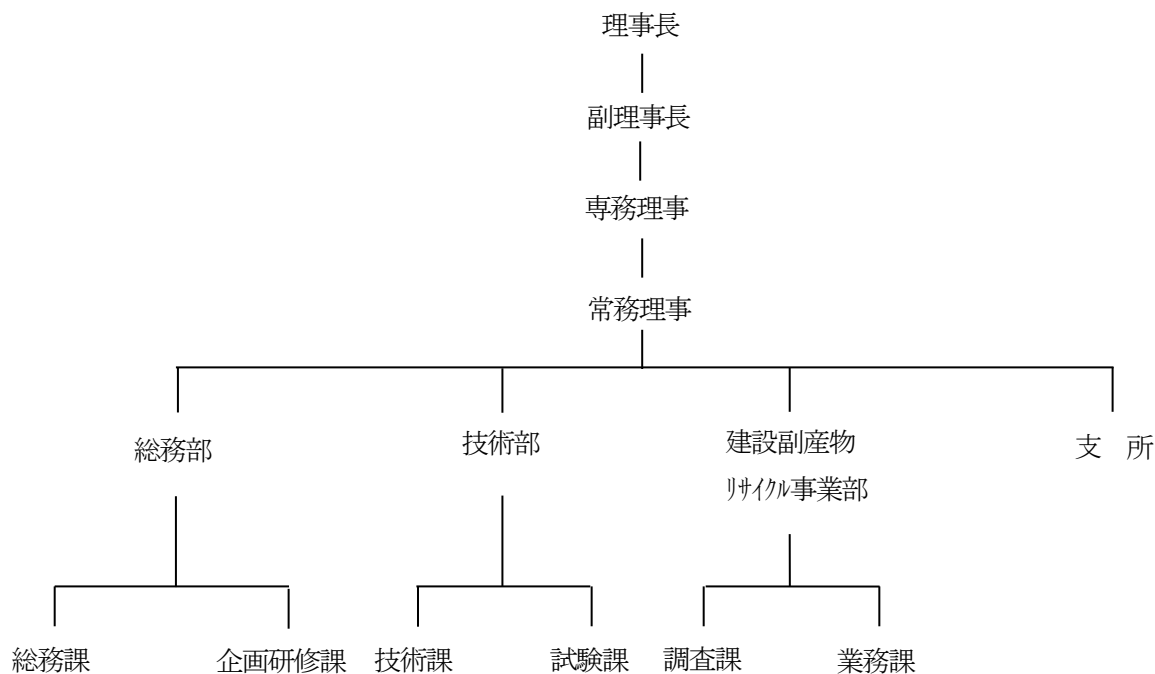 理事長
副理事長
専務理事
常務理事
総務部
技術部
建設副産物
ﾘｻｲｸﾙ事業部
支　所
総務課
企画研修課
技術課
試験課
調査課
業務課